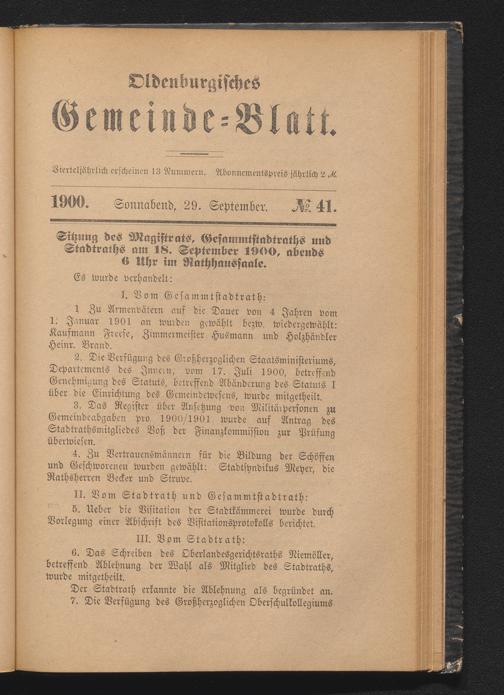 Oldenburgisches
Gemeinde=Blatt.
Vierteljährlich erscheinen 13 Nummern. Abonnementspreis jährlich 2 M.
1900. Sonnabend, 29. September. № 41.
Sitzung des Magistrats, Gesammtstadtraths und
Stadtraths am 18. September 1900, abends
6 Uhr im Rathhaussaale.
Es wurde verhandelt:
I. Vom Gesammtstadtrath:
1 Zu Armenvätern auf die Dauer von 4 Jahren vom
1. Januar 1901 an wurden gewählt bezw. wiedergewählt:
Kaufmann Freese, Zimmermeister Husmann und Holzhändler
Heinr. Brand.
2. Die Verfügung des Großherzoglichen Staatsministeriums,
Departements des Innern, vom 17. Juli 1900, betreffend
Genehmigung des Statuts, betreffend Abänderung des Statuts I
über die Einrichtung des Gemeindewesens, wurde mitgetheilt.
3. Das Register über Ansetzung von Militärpersonen zu
Gemeindeabgaben pro 1900/1901 wurde auf Antrag des
Stadtrathsmitgliedes Voß der Finanzkommission zur Prüfung
überwiesen.
4. Zu Vertrauensmännern für die Bildung der Schöffen
und Geschworenen wurden gewählt: Stadtsyndikus Meyer, die
Rathsherren Becker und Struve.
II. Vom Stadtrath und Gesammtstadtrath:
5. Ueber die Visitation der Stadtkämmerei wurde durch
Vorlegung einer Abschrift des Visitationsprotokolls berichtet.
III. Vom Stadtrath:
6. Das Schreiben des Oberlandesgerichtsraths Niemöller,
betreffend Ablehnung der Wahl als Mitglied des Stadtraths,
wurde mitgetheilt.
Der Stadtrath erkannte die Ablehnung als begründet an.
7. Die Verfügung des Großherzoglichen Oberschulkollegiums